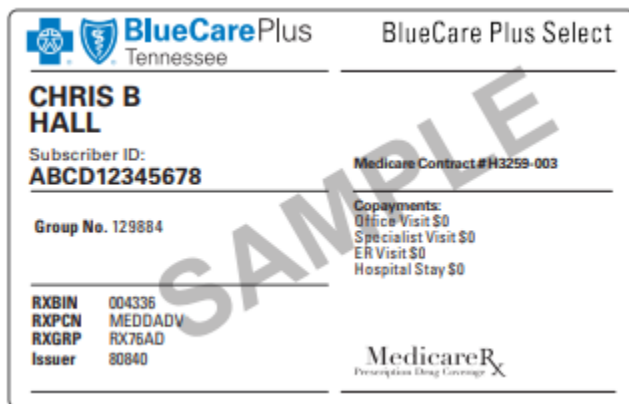 BlueCare Plus
Tennessee
BlueCare Plus Select
CHRIS B
HALL
Subscriber ID:
ABCD12345678
Medicare Contract # H3259-003
Group No. 129884
Copayments:
Office Visit $0
Specialist Visit $0
ER Visit $0
Hospital Stay $0
RXBIN 004336
RXPCN MEDDADV
RXGRP RX76AD
Issuer 80840
MedicareRx
Prescription Drug Coverage
SAMPLE